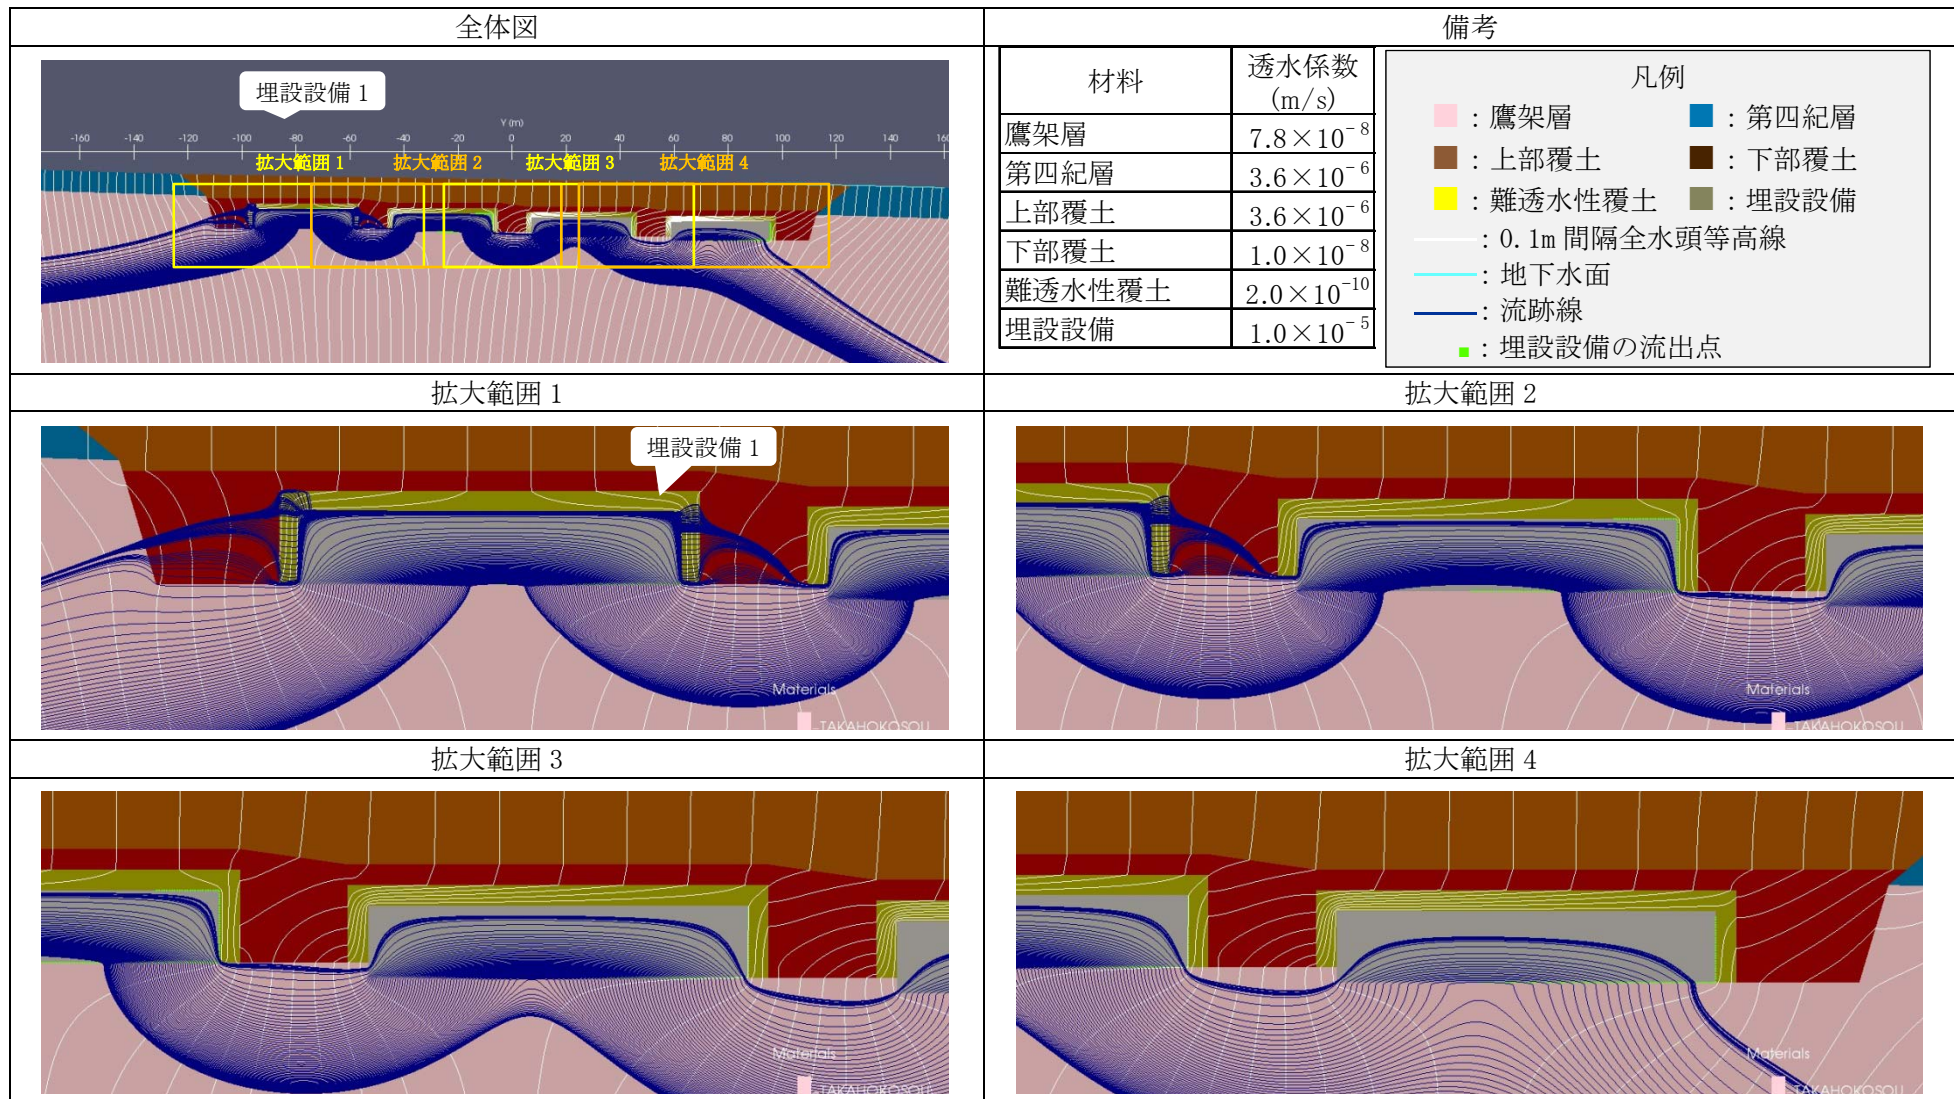 全体図
備考
埋設設備 1
Y (m)
-160 -140 -120 -100 -80 -60 -40 -20 0 20 40 60 80 100 120 140 160
拡大範囲 1 拡大範囲 2 拡大範囲 3 拡大範囲 4
材料 透水係数
(m/s)
鷹架層 7.8×10⁻⁸
第四紀層 3.6×10⁻⁶
上部覆土 3.6×10⁻⁶
下部覆土 1.0×10⁻⁸
難透水性覆土 2.0×10⁻¹⁰
埋設設備 1.0×10⁻⁵
凡例
：鷹架層 ：第四紀層
：上部覆土 ：下部覆土
：難透水性覆土 ：埋設設備
：0.1m 間隔全水頭等高線
：地下水面
：流跡線
：埋設設備の流出点
拡大範囲 1
拡大範囲 2
埋設設備 1
Materials
TAKAHOKOSOU
Materials
TAKAHOKOSOU
拡大範囲 3
拡大範囲 4
Materials
TAKAHOKOSOU
Materials
TAKAHOKOSOU